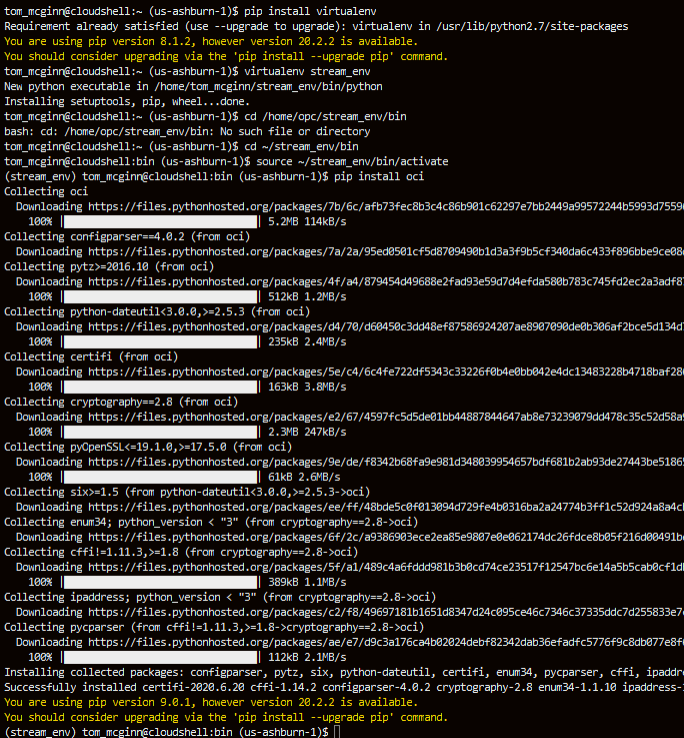 tom_mcginn@cloudshell:~ (us-ashburn-1)$ pip install virtualenv
Requirement already satisfied (use --upgrade to upgrade): virtualenv in /usr/lib/python2.7/site-packages
You are using pip version 8.1.2, however version 20.2.2 is available.
You should consider upgrading via the 'pip install --upgrade pip' command.
tom_mcginn@cloudshell:~ (us-ashburn-1)$ virtualenv stream_env
New python executable in /home/tom_mcginn/stream_env/bin/python
Installing setuptools, pip, wheel...done.
tom_mcginn@cloudshell:~ (us-ashburn-1)$ cd /home/opc/stream_env/bin
bash: cd: /home/opc/stream_env/bin: No such file or directory
tom_mcginn@cloudshell:~ (us-ashburn-1)$ cd ~/stream_env/bin
tom_mcginn@cloudshell:bin (us-ashburn-1)$ source ~/stream_env/bin/activate
(stream_env) tom_mcginn@cloudshell:bin (us-ashburn-1)$ pip install oci
Collecting oci
Downloading https://files.pythonhosted.org/packages/7b/6c/afb73fec8b3c4c86b901c62297e7bb2449a99572244b5993d7559
100% |████████████████████████████████| 5.2MB 114kB/s
Collecting configparser==4.0.2 (from oci)
Downloading https://files.pythonhosted.org/packages/7a/2a/95ed0501cf5d8709490b1d3a3f9b5cf340da6c433f896bbe9ce08
Collecting pytz>=2016.10 (from oci)
Downloading https://files.pythonhosted.org/packages/4f/a4/879454d49688e2fad93e59d7d4efda580b783c745fd2ec2a3adf8
100% |████████████████████████████████| 512kB 1.2MB/s
Collecting python-dateutil<3.0.0,>=2.5.3 (from oci)
Downloading https://files.pythonhosted.org/packages/d4/70/d60450c3dd48ef87586924207ae8907090de0b306af2bce5d134d
100% |████████████████████████████████| 235kB 2.4MB/s
Collecting certifi (from oci)
Downloading https://files.pythonhosted.org/packages/5e/c4/6c4fe722df5343c33226f0b4e0bb042e4dc13483228b4718baf28
100% |████████████████████████████████| 163kB 3.8MB/s
Collecting cryptography==2.8 (from oci)
Downloading https://files.pythonhosted.org/packages/e2/67/4597fc5d5de01bb44887844647ab8e73239079dd478c35c52d58a
100% |████████████████████████████████| 2.3MB 247kB/s
Collecting pyOpenSSL<=19.1.0,>=17.5.0 (from oci)
Downloading https://files.pythonhosted.org/packages/9e/de/f8342b68fa9e981d348039954657bdf681b2ab93de27443be5186
100% |████████████████████████████████| 61kB 2.6MB/s
Collecting six>=1.5 (from python-dateutil<3.0.0,>=2.5.3->oci)
Downloading https://files.pythonhosted.org/packages/ee/ff/48bde5c0f013094d729fe4b0316ba2a24774b3ff1c52d924a8a4c
Collecting enum34; python_version < "3" (from cryptography==2.8->oci)
Downloading https://files.pythonhosted.org/packages/6f/2c/a9386903ece2ea85e9807e0e062174dc26fdce8b05f216d00491b
Collecting cffi!=1.11.3,>=1.8 (from cryptography==2.8->oci)
Downloading https://files.pythonhosted.org/packages/5f/a1/489c4a6fddd981b3b0cd74ce23517f12547bc6e14a5b5cab0cf1d
100% |████████████████████████████████| 389kB 1.1MB/s
Collecting ipaddress; python_version < "3" (from cryptography==2.8->oci)
Downloading https://files.pythonhosted.org/packages/c2/f8/49697181b1651d8347d24c095ce46c7346c37335ddc7d255833e7
Collecting pycparser (from cffi!=1.11.3,>=1.8->cryptography==2.8->oci)
Downloading https://files.pythonhosted.org/packages/ae/e7/d9c3a176ca4b02024debf82342dab36efadfc5776f9c8db077e8f
100% |████████████████████████████████| 112kB 2.1MB/s
Installing collected packages: configparser, pytz, six, python-dateutil, certifi, enum34, pycparser, cffi, ipaddr
Successfully installed certifi-2020.6.20 cffi-1.14.2 configparser-4.0.2 cryptography-2.8 enum34-1.1.10 ipaddress-
You are using pip version 9.0.1, however version 20.2.2 is available.
You should consider upgrading via the 'pip install --upgrade pip' command.
(stream_env) tom_mcginn@cloudshell:bin (us-ashburn-1)$